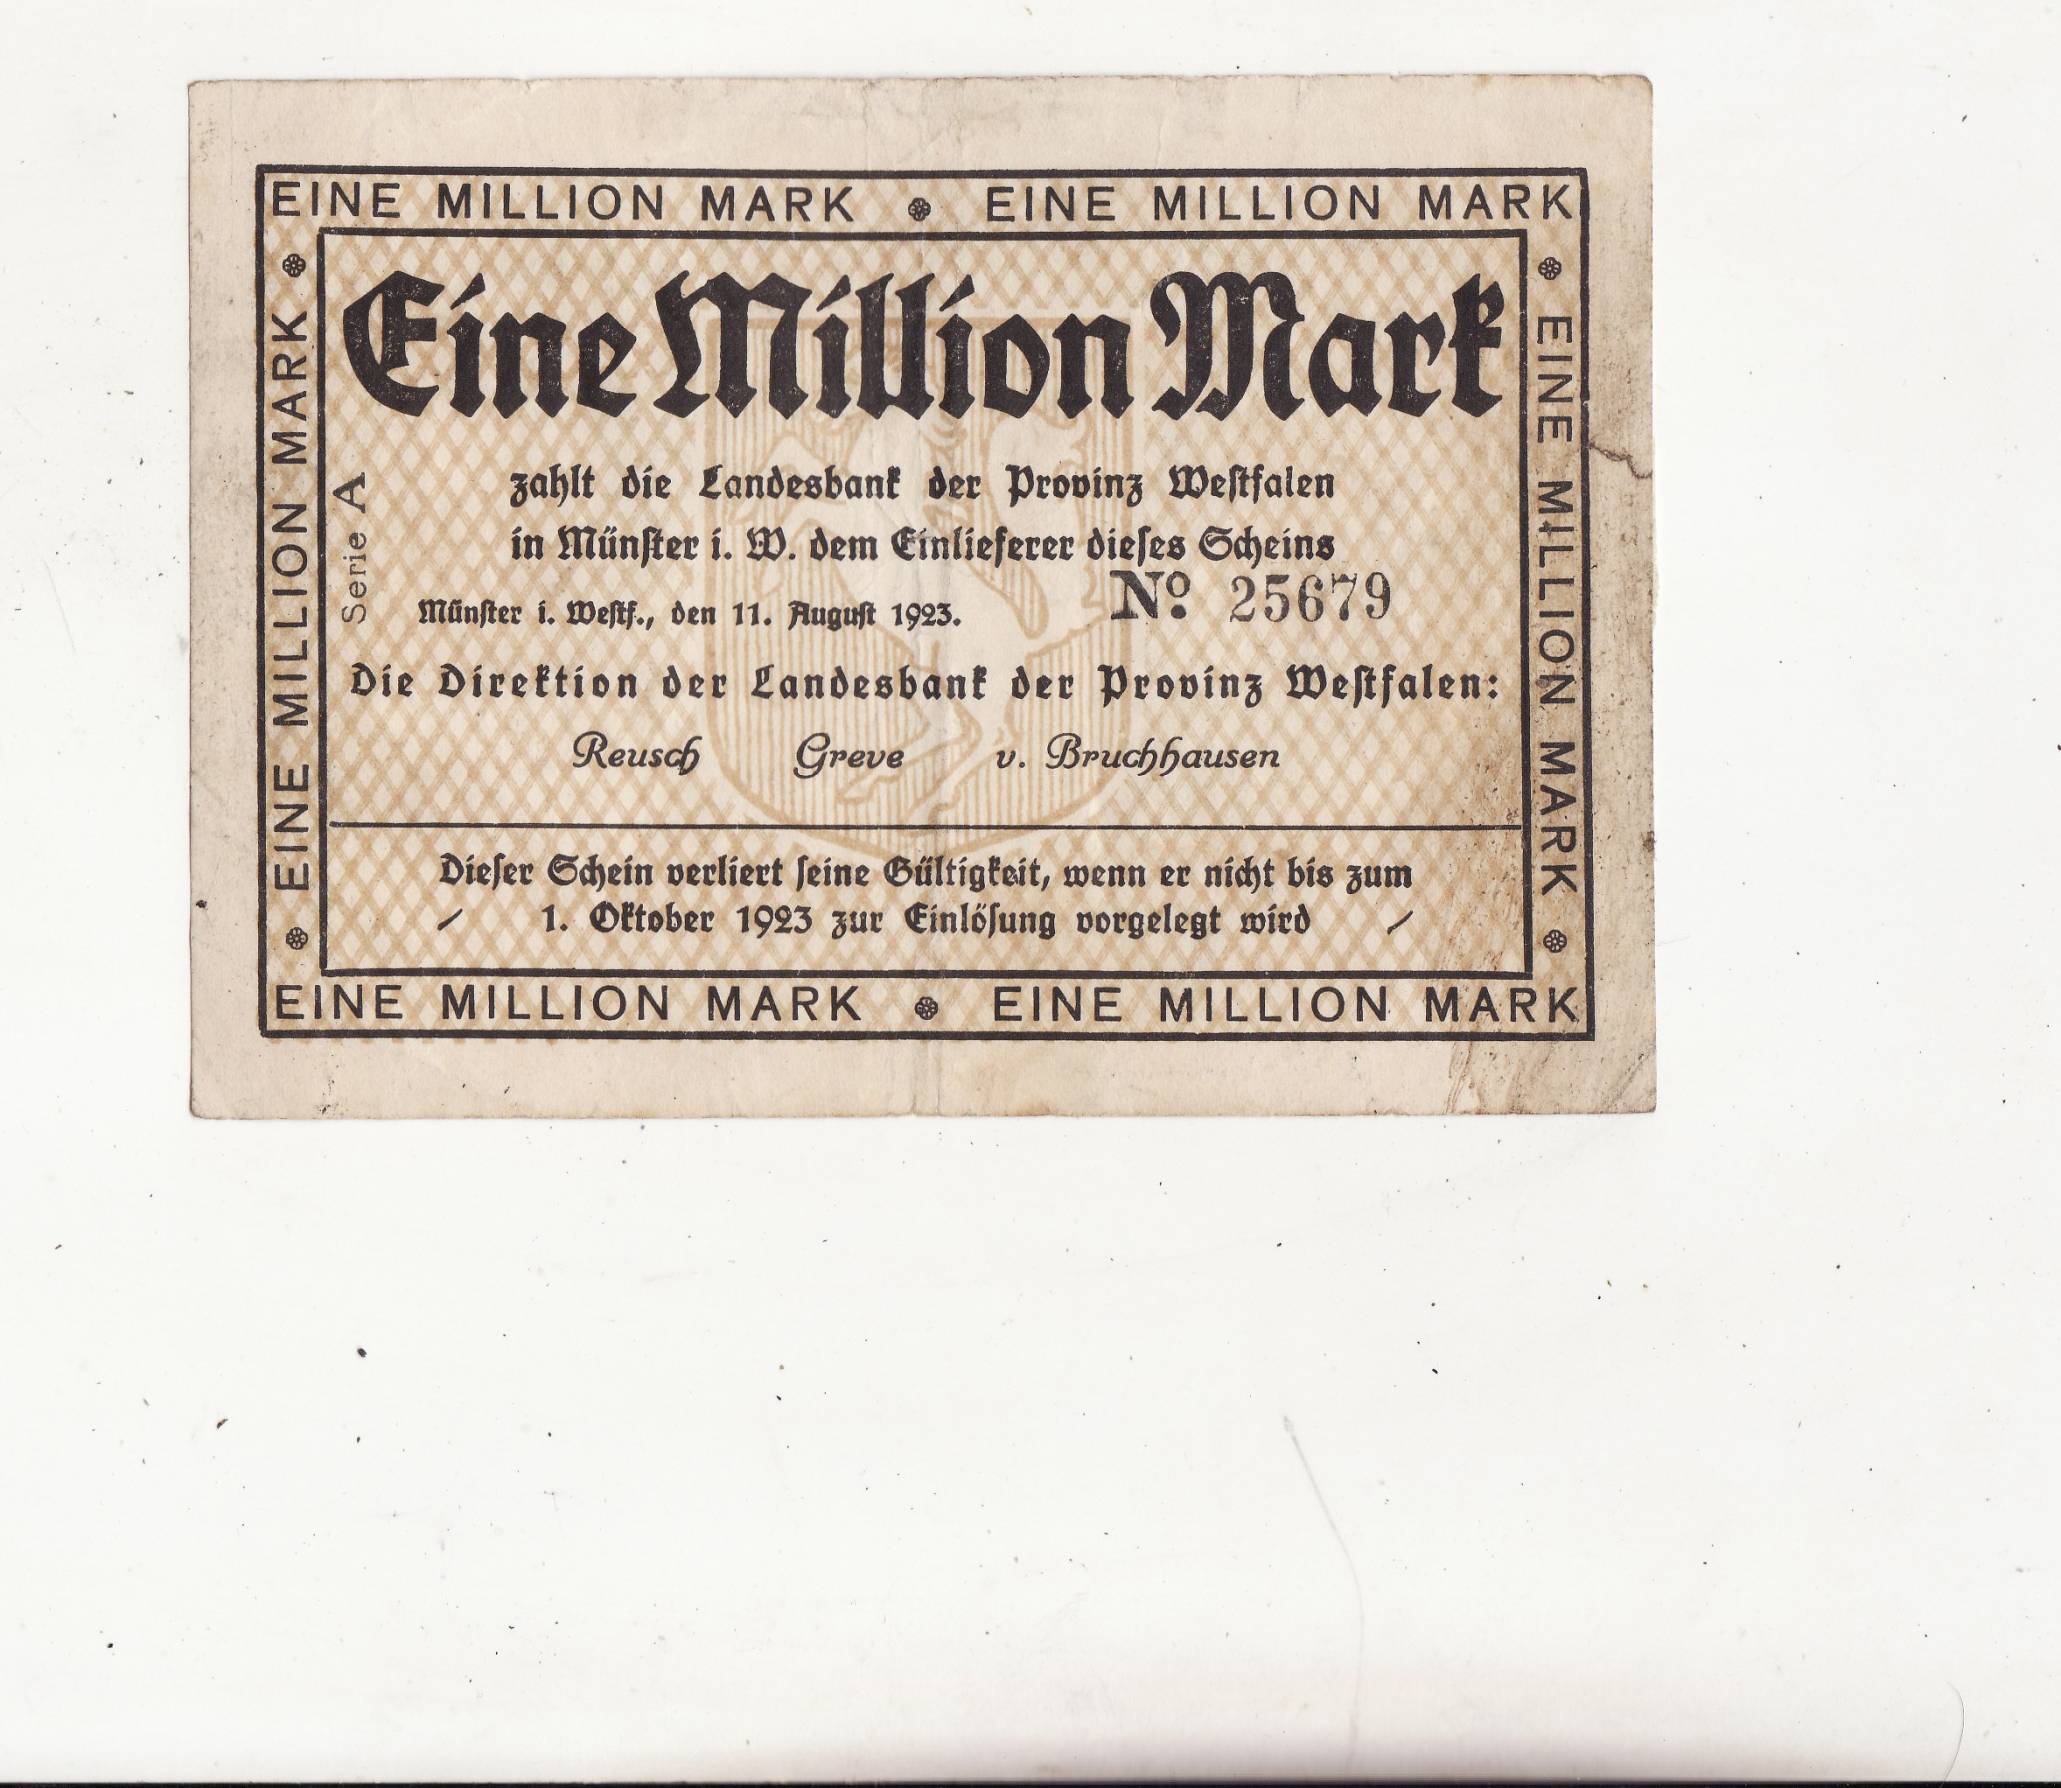 EINE MILLION MARK EINE MILLION MARK
EINE MILLION MARK
EINE MILLION MARK
Eine Million Mark
Serie A
zahlt die Landesbank der Provinz Westfalen
in Münster i. W. dem Einlieferer dieses Scheins
No 25679
Münster i. Westf., den 11. August 1923.
Die Direktion der Landesbank der Provinz Westfalen:
Reusch Greve v. Bruchhausen
Dieser Schein verliert seine Gültigkeit, wenn er nicht bis zum
1. Oktober 1923 zur Einlösung vorgelegt wird
EINE MILLION MARK EINE MILLION MARK